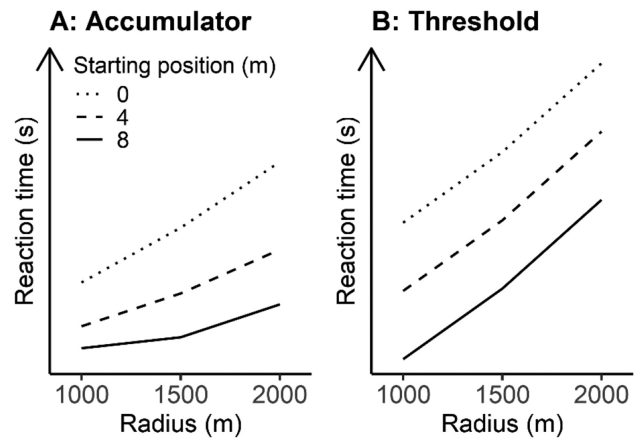 A: Accumulator
Reaction time (s)
Starting position (m)
0
4
8
1000 1500 2000
Radius (m)
B: Threshold
Reaction time (s)
1000 1500 2000
Radius (m)